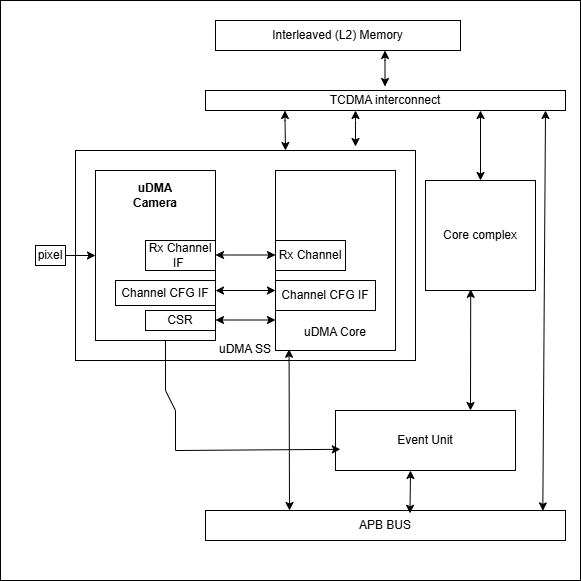 Interleaved (L2) Memory
TCDMA interconnect
uDMA
Camera
Core complex
Rx Channel
IF
Rx Channel
pixel
Channel CFG IF
Channel CFG IF
CSR
uDMA Core
uDMA SS
Event Unit
APB BUS